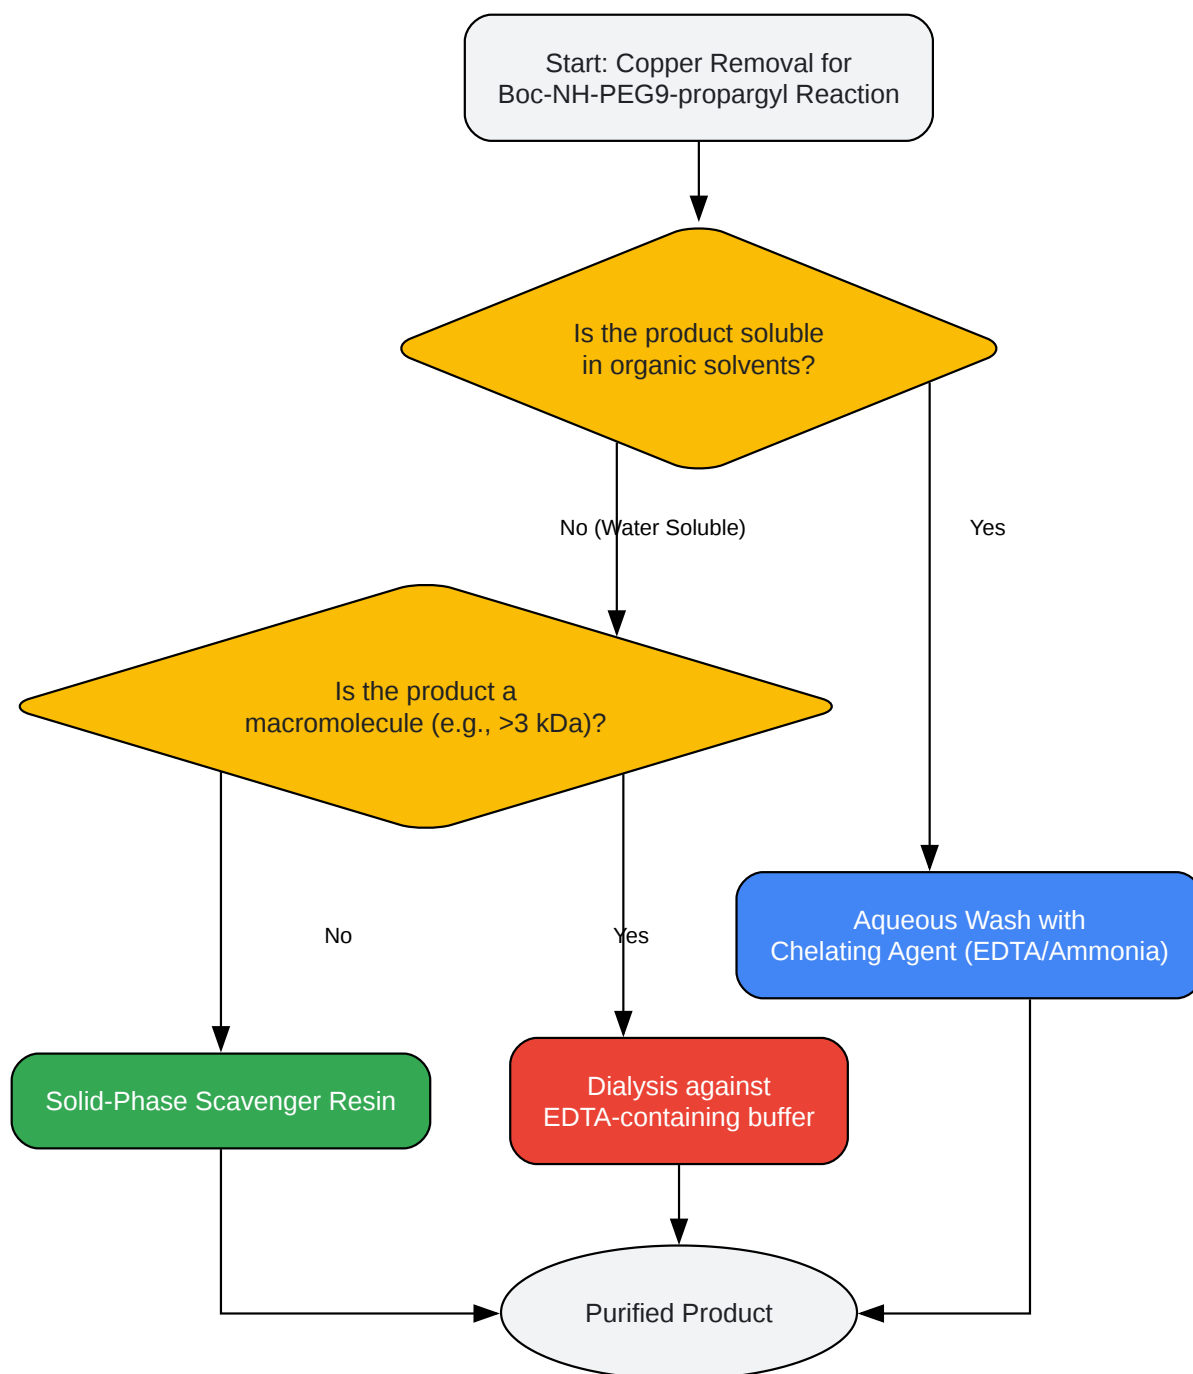 Start: Copper Removal for
Boc-NH-PEG9-propargyl Reaction
Is the product soluble
in organic solvents?
No (Water Soluble)
Yes
Is the product a
macromolecule (e.g., >3 kDa)?
No
Yes
Aqueous Wash with
Chelating Agent (EDTA/Ammonia)
Solid-Phase Scavenger Resin
Dialysis against
EDTA-containing buffer
Purified Product